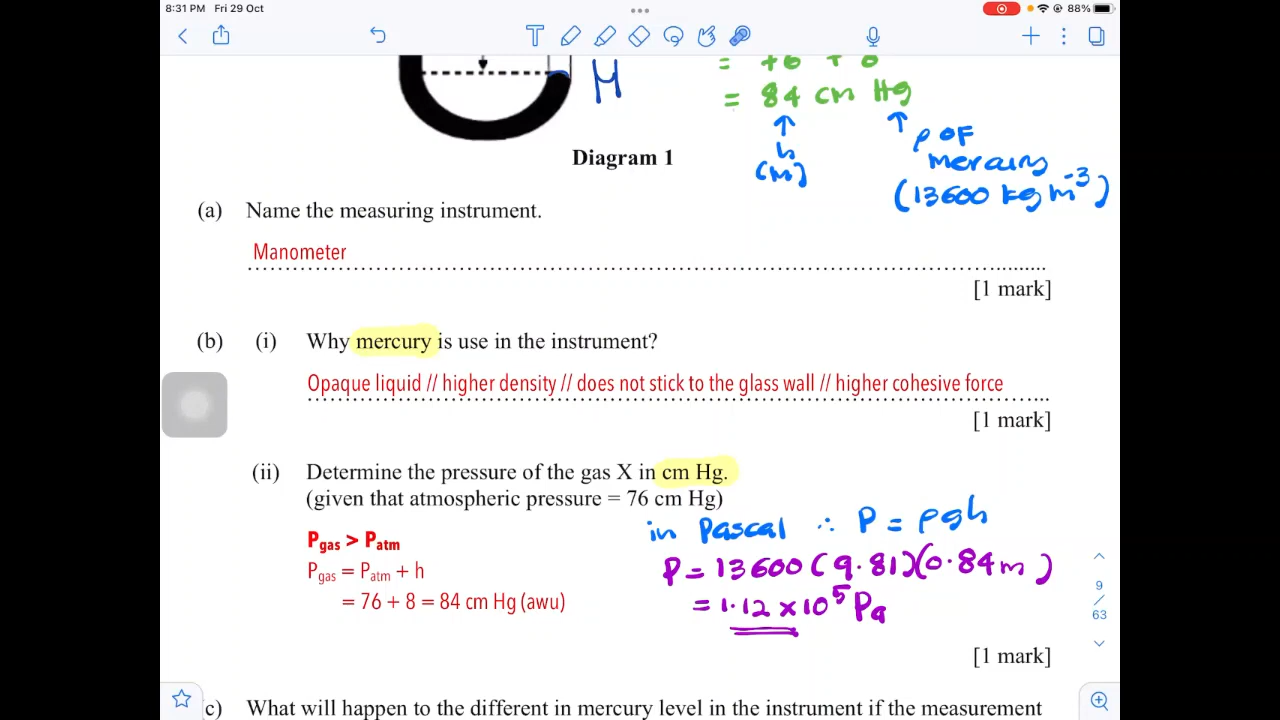 8:31 PM Fri 29 Oct
88%
= 76 + 8
= 84 cm Hg
M
h
(m)
ρ OF
mercury
(13600 kg m⁻³)
Diagram 1
(a) Name the measuring instrument.
Manometer
[1 mark]
(b) (i) Why mercury is use in the instrument?
Opaque liquid // higher density // does not stick to the glass wall // higher cohesive force
[1 mark]
(ii) Determine the pressure of the gas X in cm Hg.
(given that atmospheric pressure = 76 cm Hg)
in Pascal ∴ P = ρgh
Pgas > Patm
P = 13600 (9.81)(0.84m)
Pgas = Patm + h
= 76 + 8 = 84 cm Hg (awu)
= 1.12 × 10⁵ Pa
9
/
63
[1 mark]
c) What will happen to the different in mercury level in the instrument if the measurement